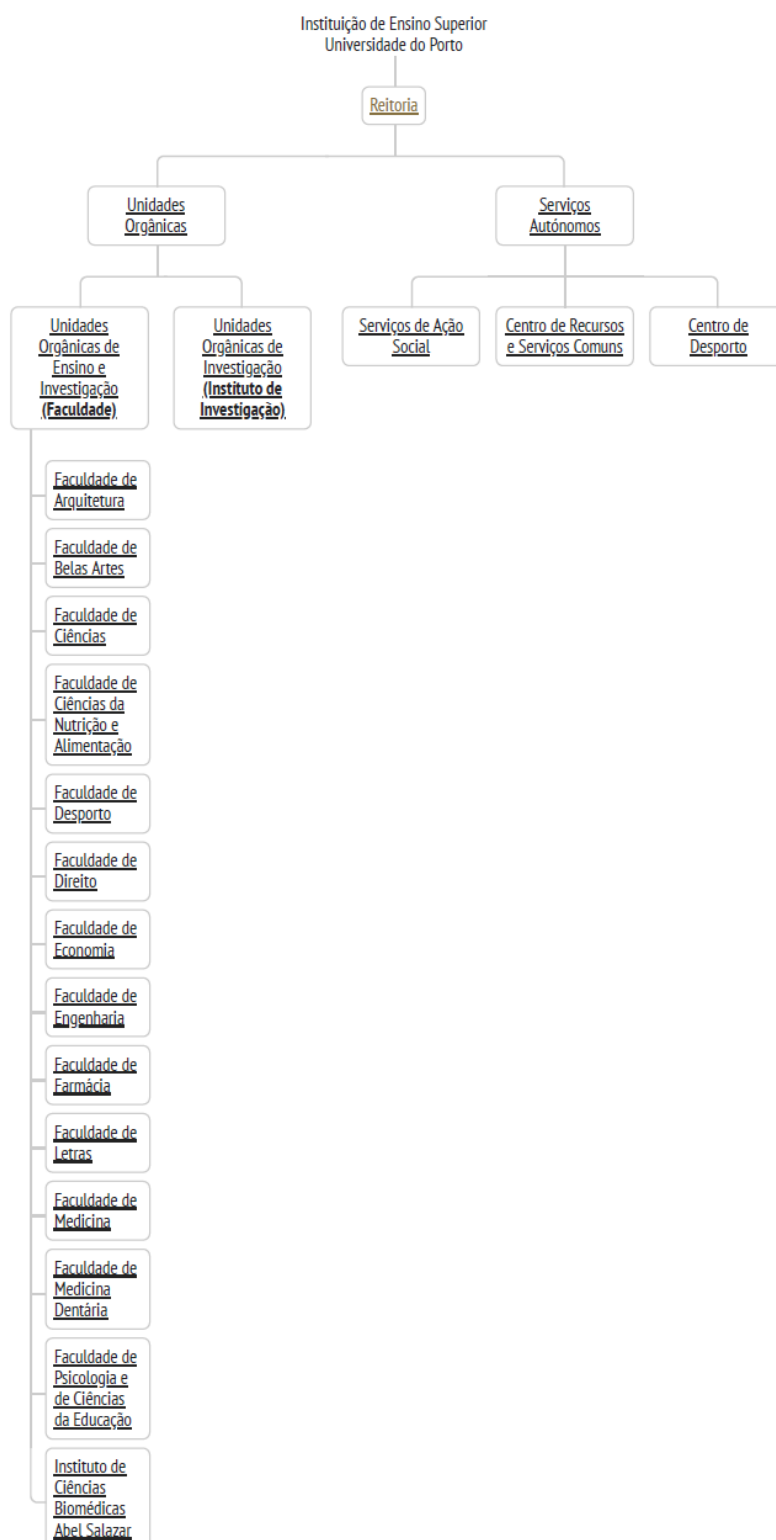 Instituição de Ensino Superior
Universidade do Porto
Reitoria
Unidades
Orgânicas
Serviços
Autónomos
Unidades
Orgânicas de
Ensino e
Investigação
(Faculdade)
Unidades
Orgânicas de
Investigação
(Instituto de
Investigação)
Serviços de Ação
Social
Centro de Recursos
e Serviços Comuns
Centro de
Desporto
Faculdade de
Arquitetura
Faculdade de
Belas Artes
Faculdade de
Ciências
Faculdade de
Ciências da
Nutrição e
Alimentação
Faculdade de
Desporto
Faculdade de
Direito
Faculdade de
Economia
Faculdade de
Engenharia
Faculdade de
Farmácia
Faculdade de
Letras
Faculdade de
Medicina
Faculdade de
Medicina
Dentária
Faculdade de
Psicologia e
de Ciências
da Educação
Instituto de
Ciências
Biomédicas
Abel Salazar